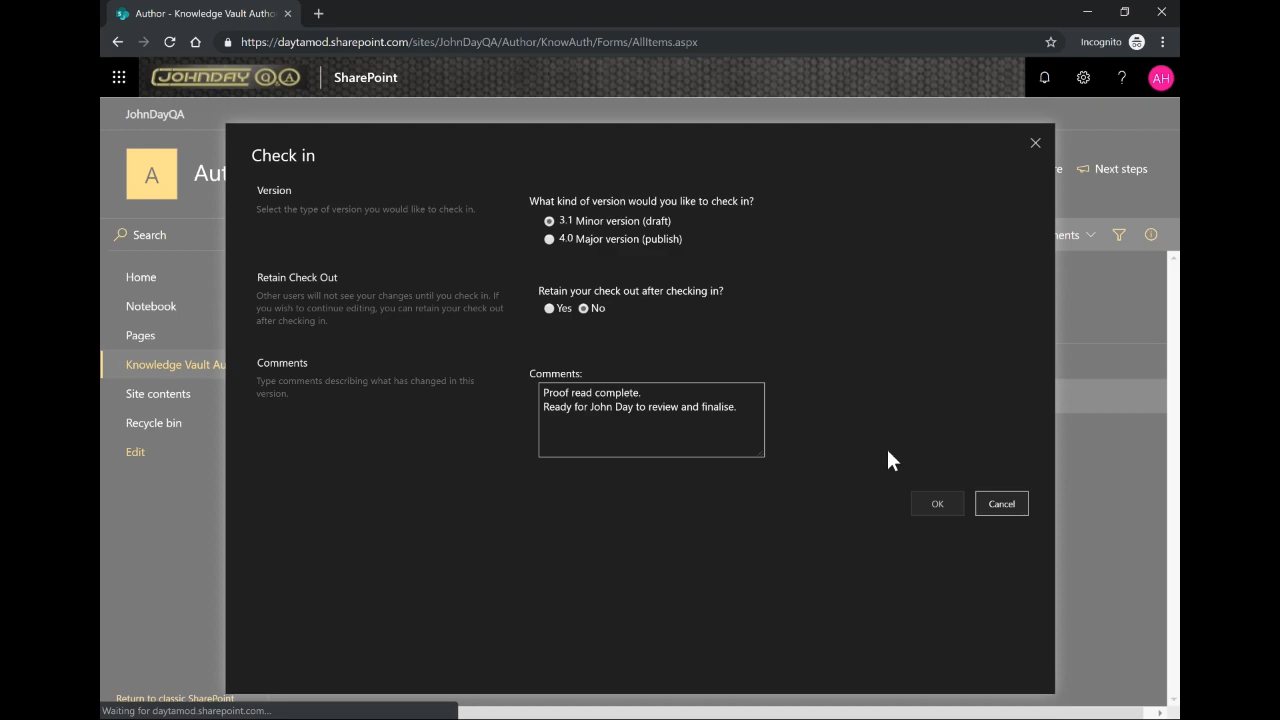 Author - Knowledge Vault Author
https://daytamod.sharepoint.com/sites/JohnDayQA/Author/KnowAuth/Forms/AllItems.aspx
Incognito
JOHNDAY Q.A
SharePoint
?
AH
JohnDayQA
A
Aut
re
Next steps
Search
ments
Home
Notebook
Pages
Knowledge Vault Au
Site contents
Recycle bin
Edit
Return to classic SharePoint
Check in
Version
Select the type of version you would like to check in.
What kind of version would you like to check in?
3.1 Minor version (draft)
4.0 Major version (publish)
Retain Check Out
Other users will not see your changes until you check in. If
you wish to continue editing, you can retain your check out
after checking in.
Retain your check out after checking in?
Yes No
Comments
Type comments describing what has changed in this
version.
Comments:
Proof read complete.
Ready for John Day to review and finalise.
OK
Cancel
Waiting for daytamod.sharepoint.com...